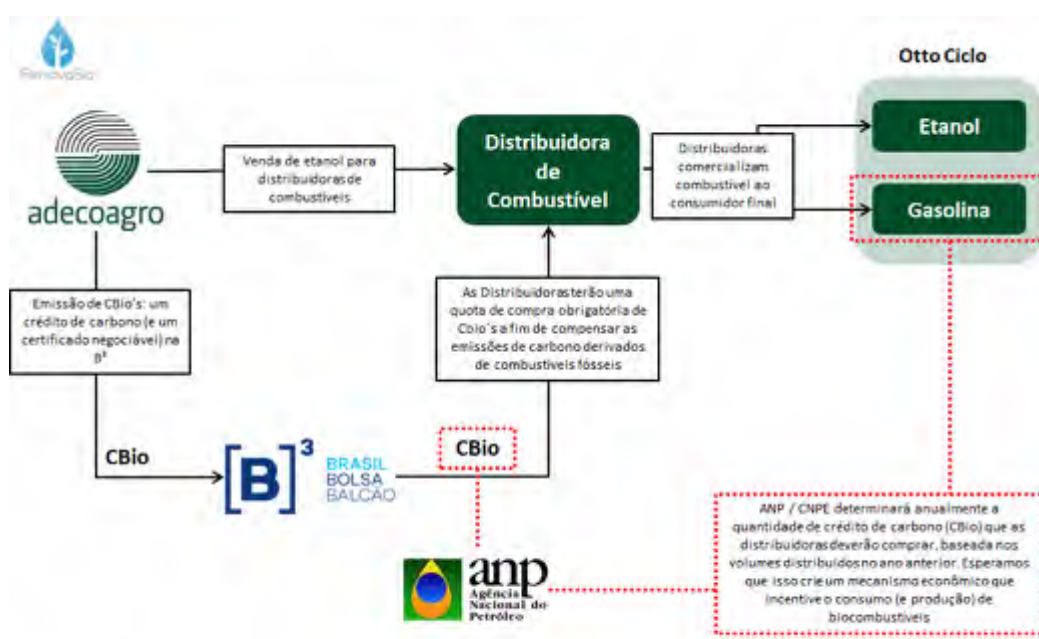 RenovaBio
Otto Ciclo
adecoagro
Venda de etanol para
distribuidoras de
combustíveis
Distribuidora
de
Combustível
Distribuidoras
comercializam
combustível ao
consumidor final
Etanol
Gasolina
Emissão de CBio's: um
crédito de carbono (e um
certificado negociável) na
B³
As Distribuidoras terão uma
quota de compra obrigatória de
Cbio´s a fim de compensar as
emissões de carbono derivados
de combustíveis fósseis
CBio
[B]³
BRASIL
BOLSA
BALCÃO
CBio
ANP / CNPE determinará anualmente a
quantidade de crédito de carbono (CBio) que as
distribuidoras deverão comprar, baseada nos
volumes distribuídos no ano anterior. Esperamos
que isso crie um mecanismo econômico que
incentive o consumo (e produção) de
biocombustíveis
anp
Agência
Nacional do
Petróleo